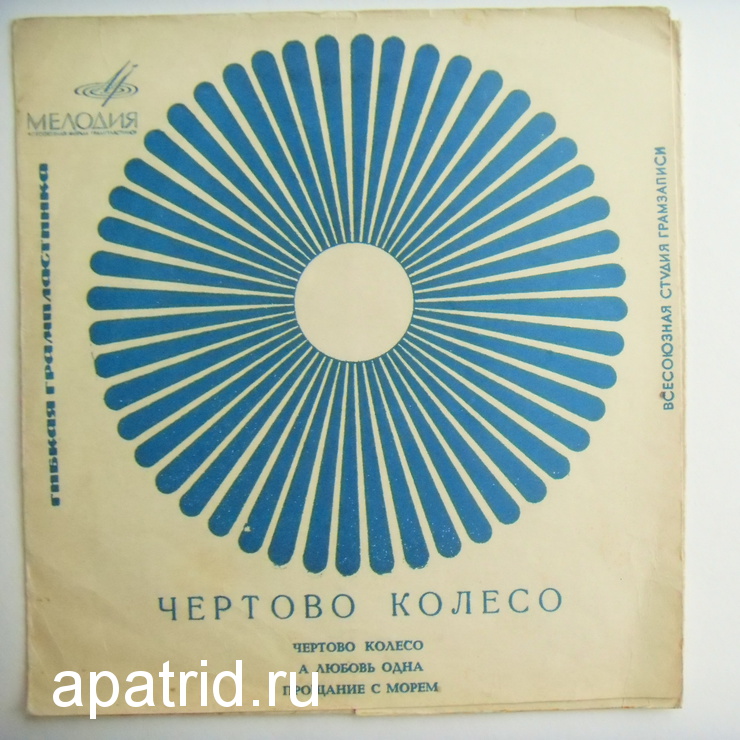 МЕЛОДИЯ
ГИБКАЯ ГРАМПЛАСТИНКА
ВСЕСОЮЗНАЯ СТУДИЯ ГРАМЗАПИСИ
ЧЕРТОВО КОЛЕСО
ЧЕРТОВО КОЛЕСО
А ЛЮБОВЬ ОДНА
ПРОЩАНИЕ С МОРЕМ
apatrid.ru